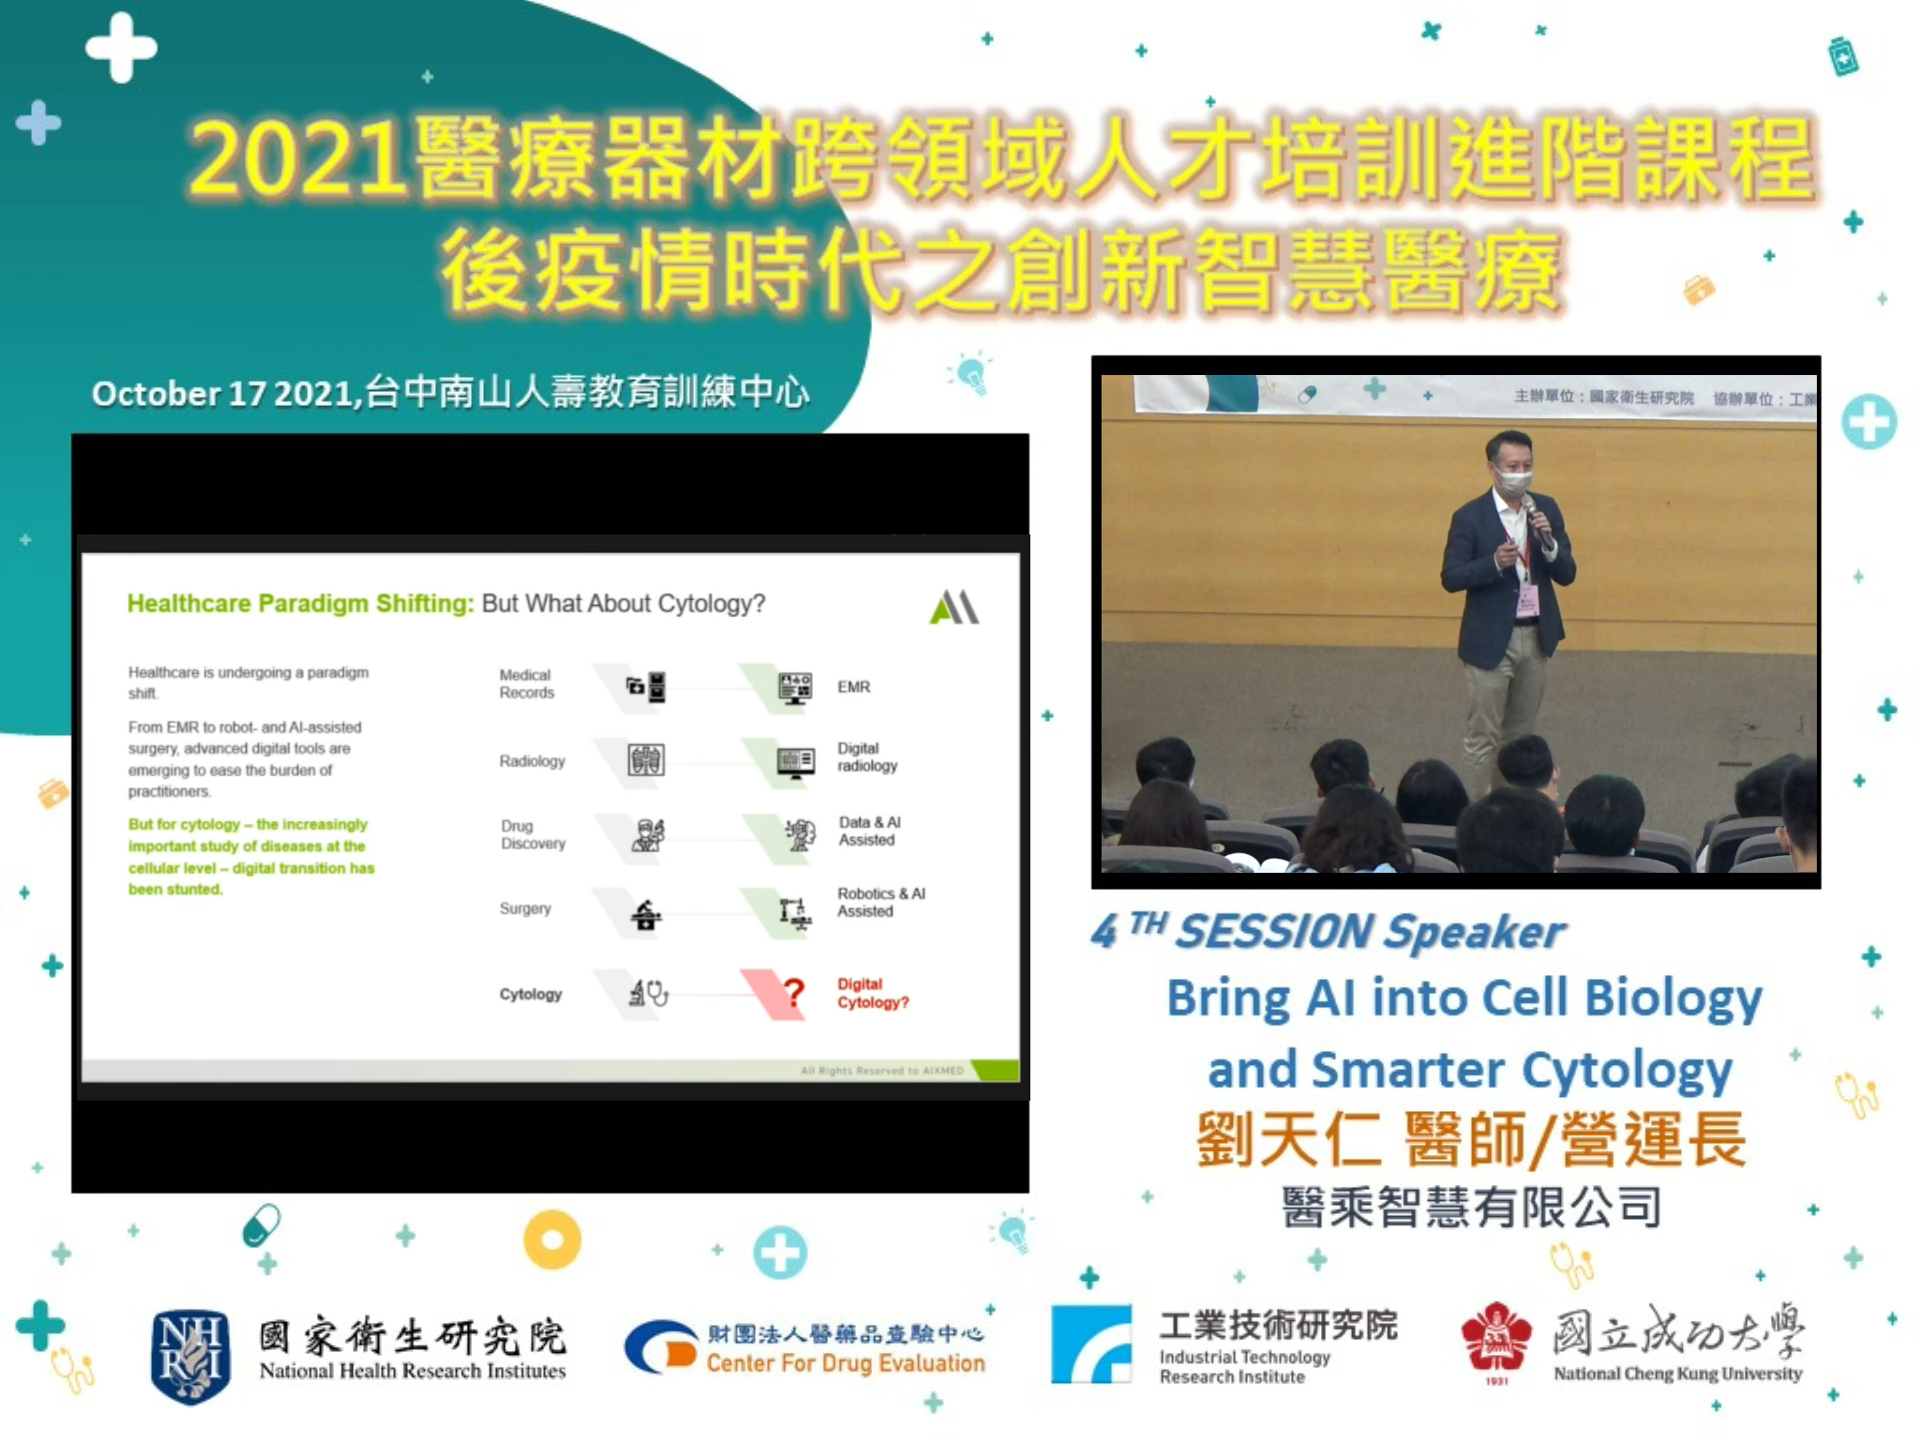 2021醫療器材跨領域人才培訓進階課程
後疫情時代之創新智慧醫療
October 17 2021,台中南山人壽教育訓練中心
Healthcare Paradigm Shifting: But What About Cytology?
Healthcare is undergoing a paradigm
shift.
From EMR to robot- and AI-assisted
surgery, advanced digital tools are
emerging to ease the burden of
practitioners.
But for cytology – the increasingly
important study of diseases at the
cellular level – digital transition has
been stunted.
Medical
Records
EMR
Radiology
Digital
radiology
Drug
Discovery
Data & AI
Assisted
Surgery
Robotics & AI
Assisted
Cytology
?
Digital
Cytology?
All Rights Reserved to AIXMED
主辦單位：國家衛生研究院 協辦單位：工業
4 TH SESSION Speaker
Bring AI into Cell Biology
and Smarter Cytology
劉天仁 醫師/營運長
醫乘智慧有限公司
NH
RI
國家衛生研究院
National Health Research Institutes
財團法人醫藥品查驗中心
Center For Drug Evaluation
工業技術研究院
Industrial Technology
Research Institute
1931
國立成功大學
National Cheng Kung University